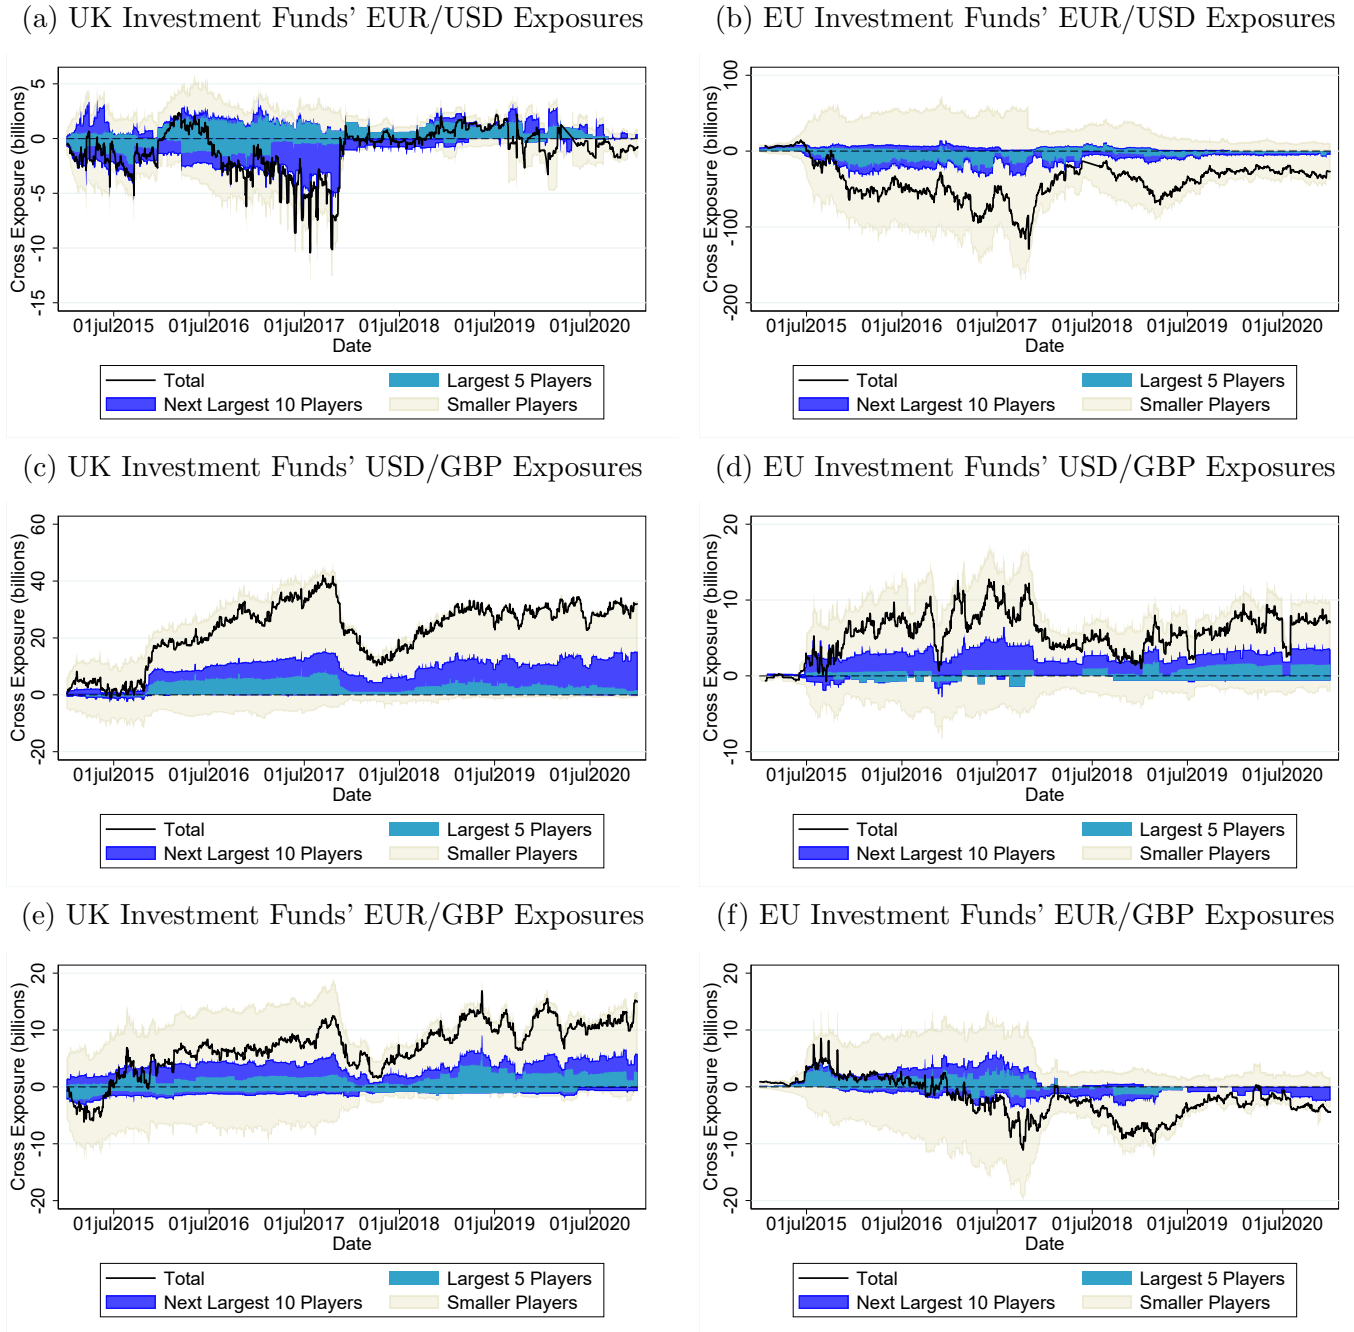 (a) UK Investment Funds' EUR/USD Exposures
Cross Exposure (billions)
5
0
-5
-10
-15
01jul2015 01jul2016 01jul2017 01jul2018 01jul2019 01jul2020
Date
Total Largest 5 Players
Next Largest 10 Players Smaller Players
(b) EU Investment Funds' EUR/USD Exposures
Cross Exposure (billions)
100
0
-100
-200
01jul2015 01jul2016 01jul2017 01jul2018 01jul2019 01jul2020
Date
Total Largest 5 Players
Next Largest 10 Players Smaller Players
(c) UK Investment Funds' USD/GBP Exposures
Cross Exposure (billions)
60
40
20
0
-20
01jul2015 01jul2016 01jul2017 01jul2018 01jul2019 01jul2020
Date
Total Largest 5 Players
Next Largest 10 Players Smaller Players
(d) EU Investment Funds' USD/GBP Exposures
Cross Exposure (billions)
20
10
0
-10
01jul2015 01jul2016 01jul2017 01jul2018 01jul2019 01jul2020
Date
Total Largest 5 Players
Next Largest 10 Players Smaller Players
(e) UK Investment Funds' EUR/GBP Exposures
Cross Exposure (billions)
20
10
0
-10
-20
01jul2015 01jul2016 01jul2017 01jul2018 01jul2019 01jul2020
Date
Total Largest 5 Players
Next Largest 10 Players Smaller Players
(f) EU Investment Funds' EUR/GBP Exposures
Cross Exposure (billions)
20
10
0
-10
-20
01jul2015 01jul2016 01jul2017 01jul2018 01jul2019 01jul2020
Date
Total Largest 5 Players
Next Largest 10 Players Smaller Players